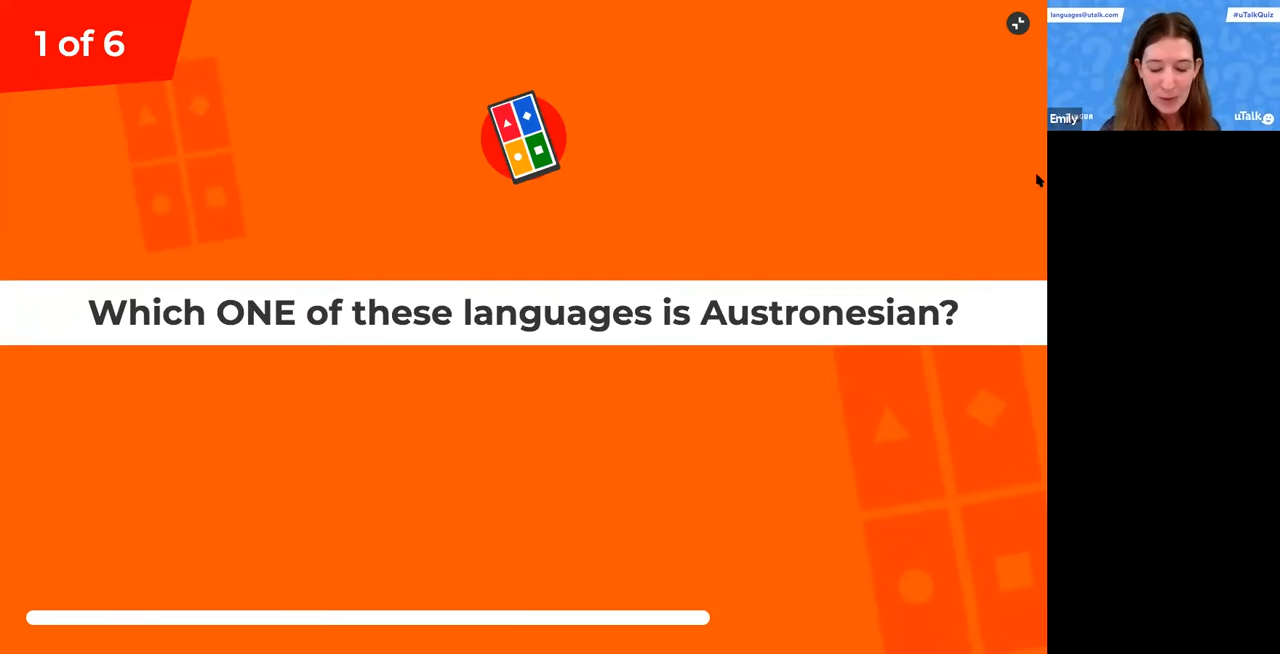 1 of 6
languages@utalk.com
#uTalkQuiz
Emily
uTalk
Which ONE of these languages is Austronesian?